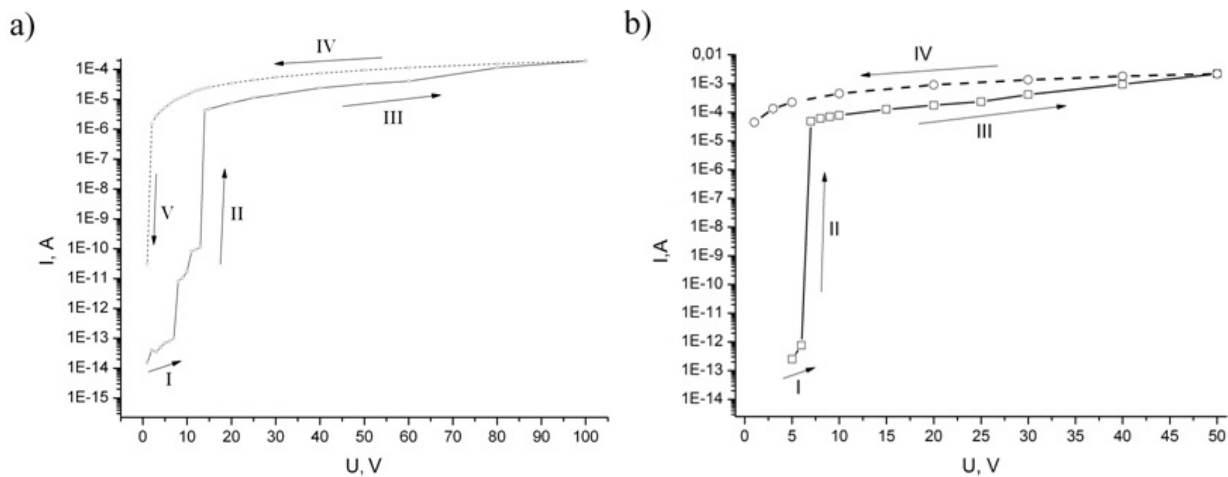 a)
1E-4
1E-5
1E-6
1E-7
1E-8
1E-9
1E-10
1E-11
1E-12
1E-13
1E-14
1E-15
I, A
IV
III
V
II
I
0 10 20 30 40 50 60 70 80 90 100
U, V
b)
0,01
1E-3
1E-4
1E-5
1E-6
1E-7
1E-8
1E-9
1E-10
1E-11
1E-12
1E-13
1E-14
I,A
IV
III
II
I
0 5 10 15 20 25 30 35 40 45 50
U, V